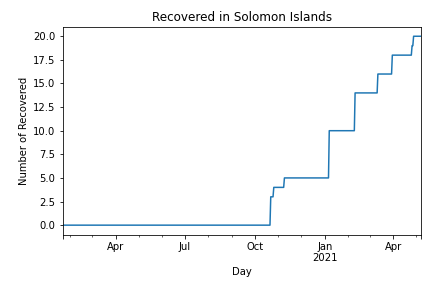 Recovered in Solomon Islands
20.0
17.5
15.0
12.5
10.0
7.5
5.0
2.5
0.0
Number of Recovered
Apr Jul Oct Jan Apr
2021
Day